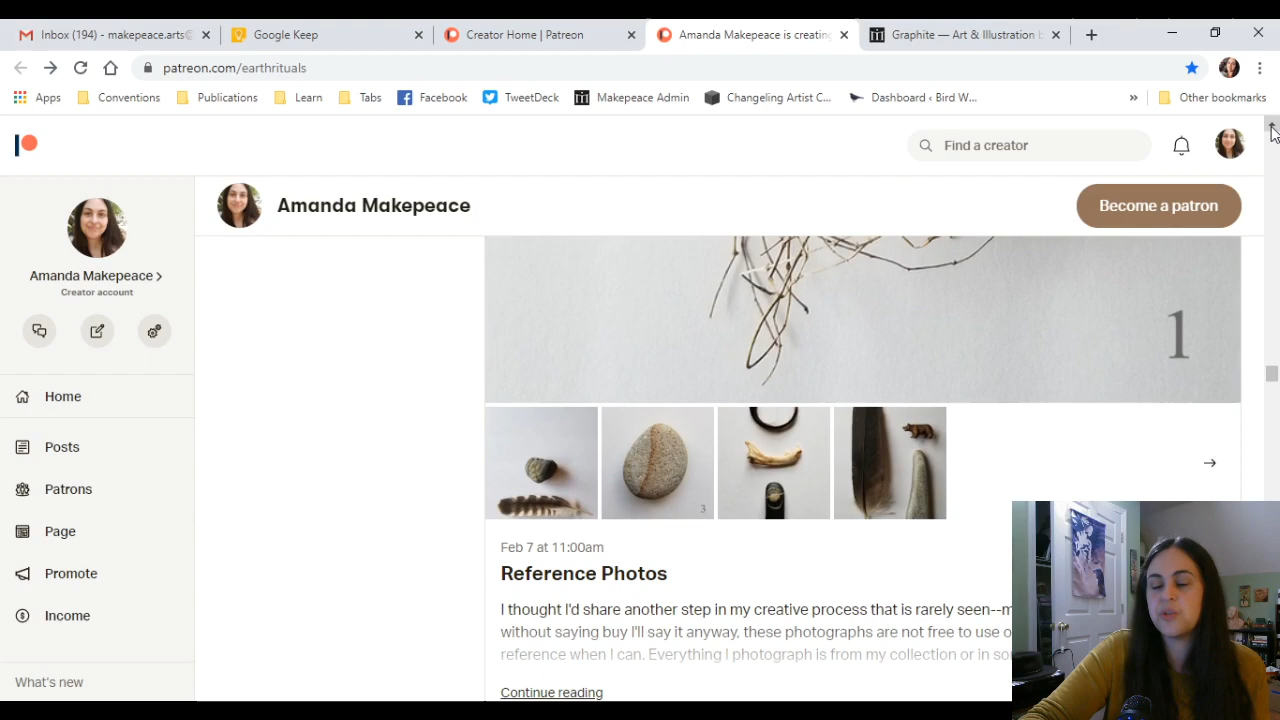 Inbox (194) - makepeace.arts@
Google Keep
Creator Home | Patreon
Amanda Makepeace is creating
Graphite — Art & Illustration b
patreon.com/earthrituals
Apps
Conventions
Publications
Learn
Tabs
Facebook
TweetDeck
Makepeace Admin
Changeling Artist C...
Dashboard ‹ Bird W...
»
Other bookmarks
Find a creator
Amanda Makepeace
Become a patron
Amanda Makepeace
Creator account
Home
Posts
Patrons
Page
Promote
Income
What's new
1
3
Feb 7 at 11:00am
Reference Photos
I thought I'd share another step in my creative process that is rarely seen--m
without saying buy I'll say it anyway, these photographs are not free to use o
reference when I can. Everything I photograph is from my collection or in so
Continue reading